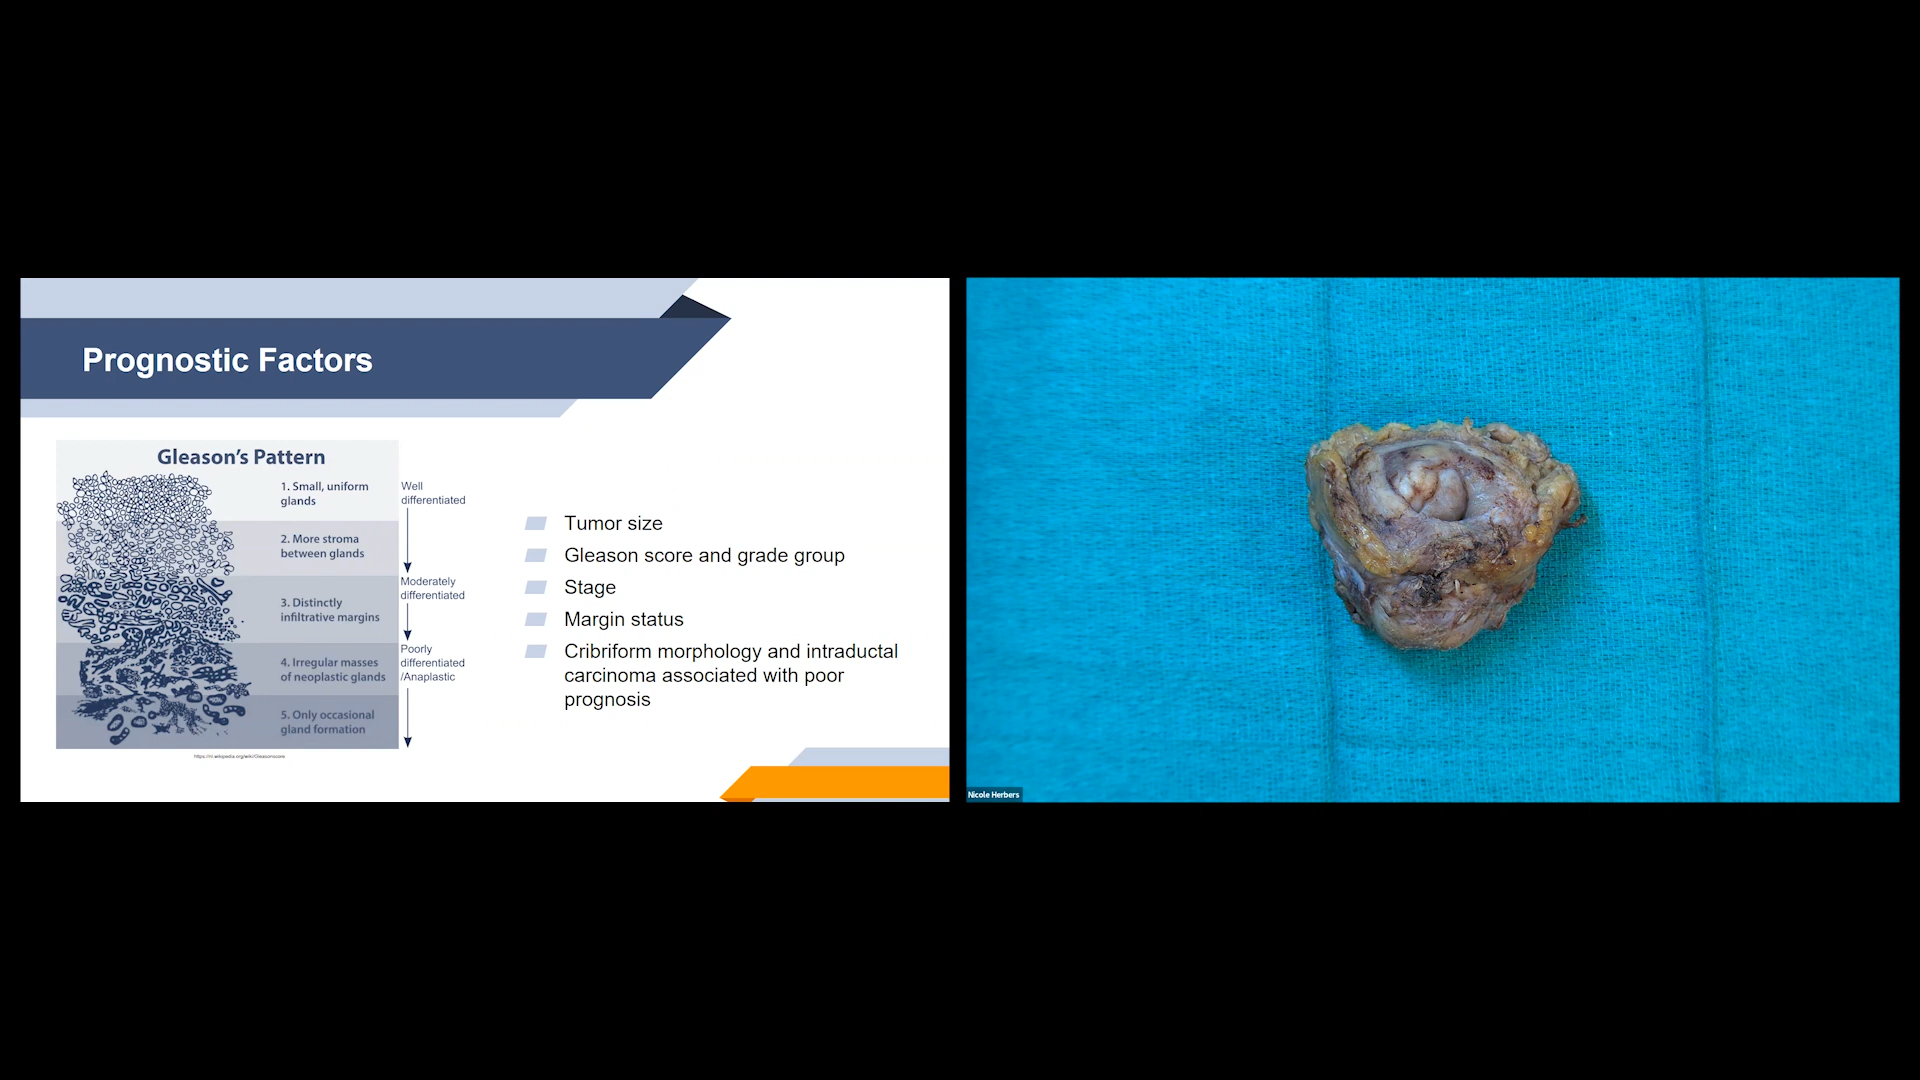 Prognostic Factors
Gleason's Pattern
1. Small, uniform
glands
2. More stroma
between glands
3. Distinctly
infiltrative margins
4. Irregular masses
of neoplastic glands
5. Only occasional
gland formation
Well
differentiated
Moderately
differentiated
Poorly
differentiated
/Anaplastic
Tumor size
Gleason score and grade group
Stage
Margin status
Cribriform morphology and intraductal
carcinoma associated with poor
prognosis
Nicole Herbers